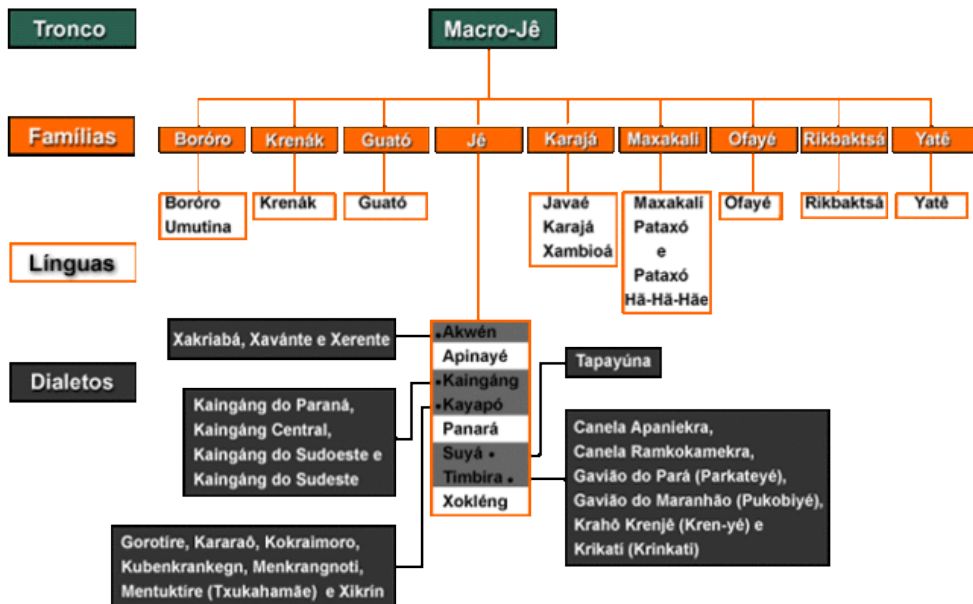 Tronco
Macro-Jê
Famílias
Boróro
Krenák
Guató
Jê
Karajá
Maxakali
Ofayé
Rikbaktsá
Yatê
Línguas
Boróro
Umutina
Krenák
Guató
Javaé
Karajá
Xambioá
Maxakalí
Pataxó
e
Pataxó
Hã-Hã-Hãe
Ofayé
Rikbaktsá
Yatê
Dialetos
Xakriabá, Xavánte e Xerente
Akwén
Apinayé
Kaingáng
Kayapó
Panará
Suyá
Timbira
Xokléng
Tapayúna
Kaingáng do Paraná,
Kaingáng Central,
Kaingáng do Sudoeste e
Kaingáng do Sudeste
Canela Apaniekra,
Canela Ramkokamekra,
Gavião do Pará (Parkateyé),
Gavião do Maranhão (Pukobiyé),
Krahô Krenjê (Kren-yé) e
Krikatí (Krinkati)
Gorotire, Kararaô, Kokraimoro,
Kubenkrankegn, Menkrangnoti,
Mentuktíre (Txukahamãe) e Xikrin